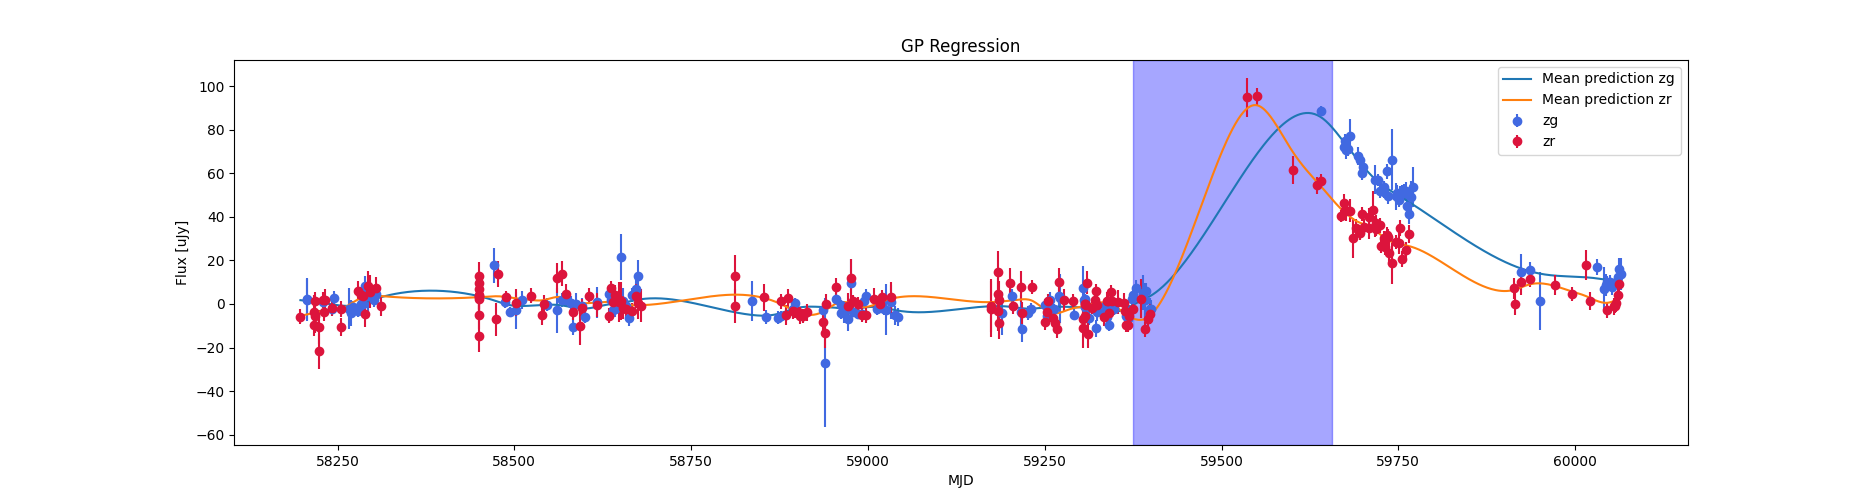 GP Regression
Mean prediction zg
Mean prediction zr
zg
zr
Flux [uJy]
100
80
60
40
20
0
−20
−40
−60
58250
58500
58750
59000
59250
59500
59750
60000
MJD